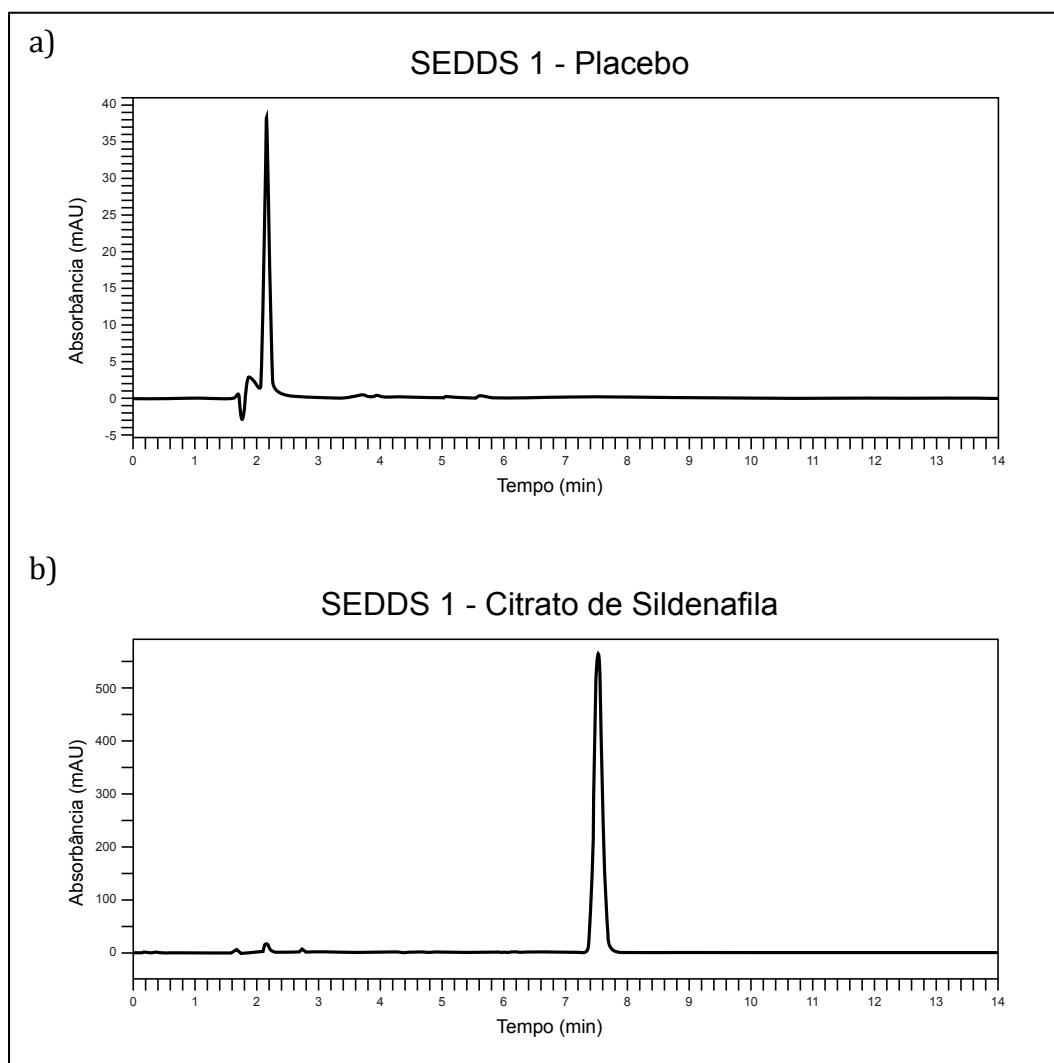 a)
SEDDS 1 - Placebo
Absorbância (mAU)
40
35
30
25
20
15
10
5
0
-5
0 1 2 3 4 5 6 7 8 9 10 11 12 13 14
Tempo (min)
b)
SEDDS 1 - Citrato de Sildenafila
Absorbância (mAU)
500
400
300
200
100
0
0 1 2 3 4 5 6 7 8 9 10 11 12 13 14
Tempo (min)